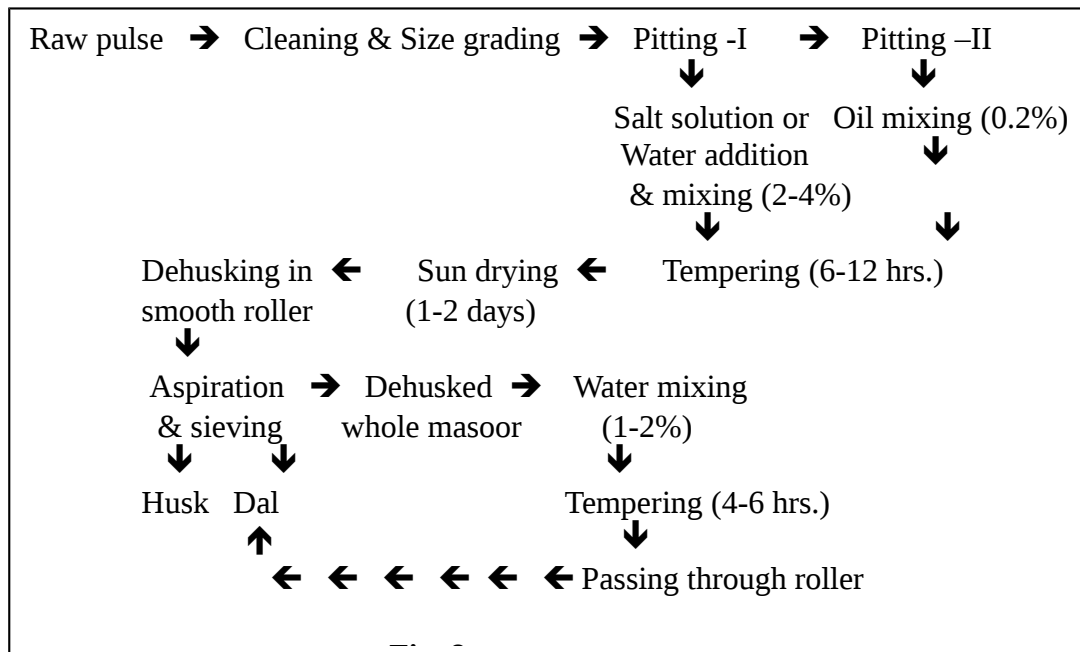 Raw pulse → Cleaning & Size grading → Pitting -I → Pitting –II
Salt solution or Oil mixing (0.2%)
Water addition
& mixing (2-4%)
Dehusking in ← Sun drying ← Tempering (6-12 hrs.)
smooth roller (1-2 days)
Aspiration → Dehusked → Water mixing
& sieving whole masoor (1-2%)
Husk Dal Tempering (4-6 hrs.)
← ← ← ← ← ← Passing through roller